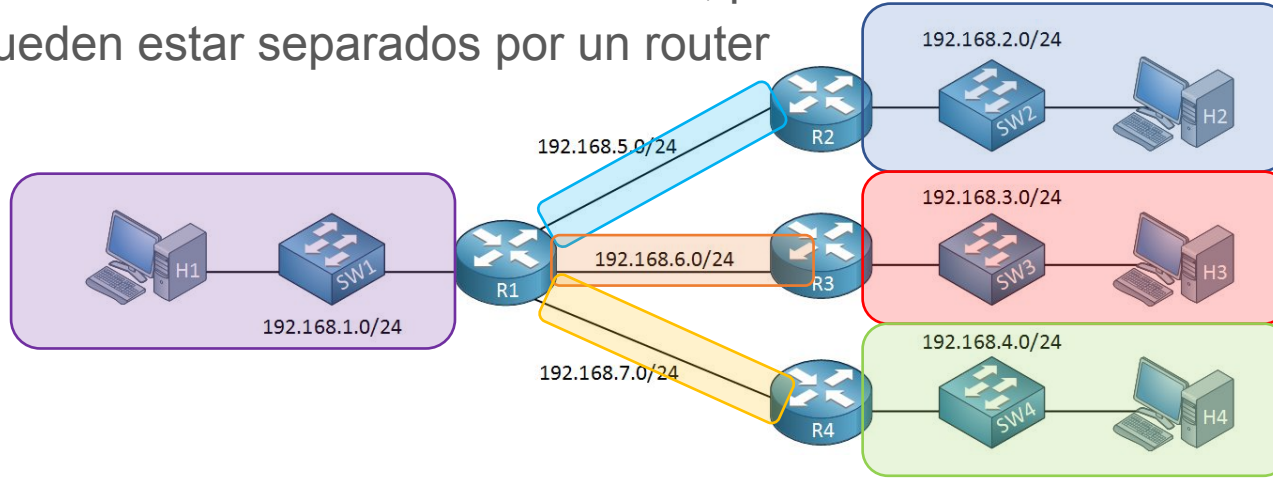 ueden estar separados por un router
192.168.2.0/24
SW2
H2
R2
192.168.5.0/24
192.168.3.0/24
H1
SW1
R1
192.168.6.0/24
R3
SW3
H3
192.168.1.0/24
192.168.4.0/24
192.168.7.0/24
R4
SW4
H4